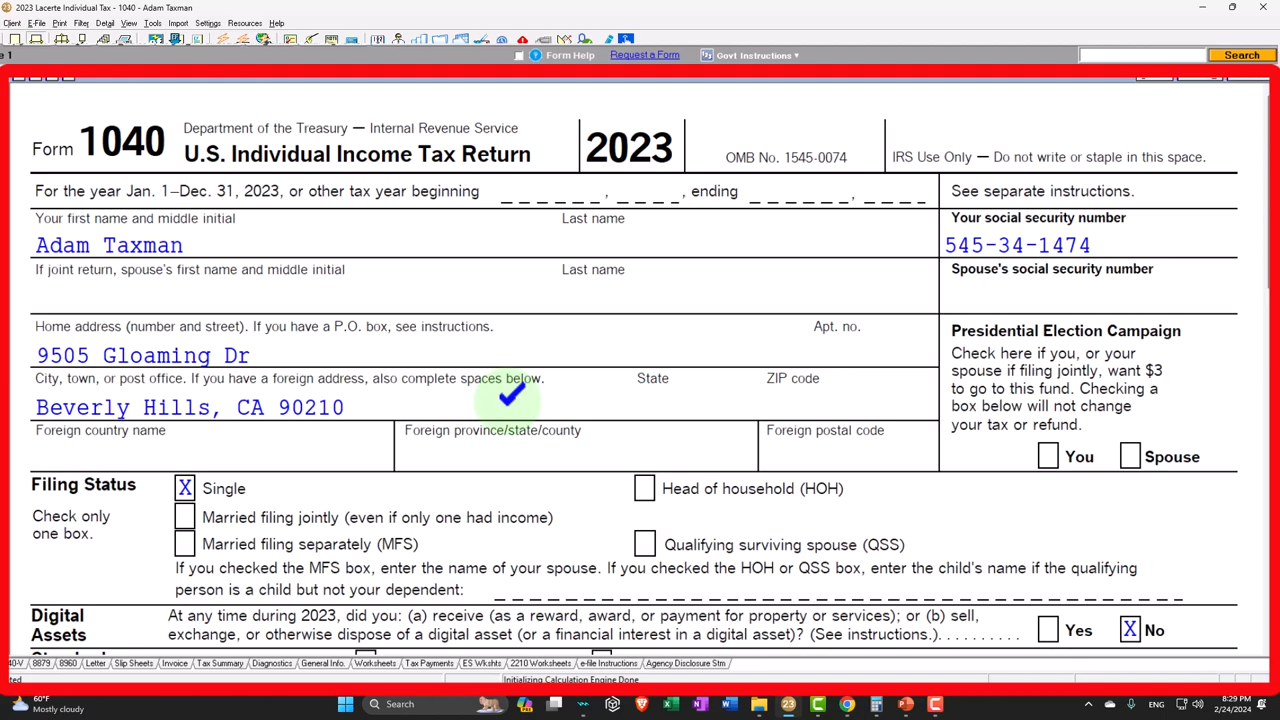 2023 Lacerte Individual Tax - 1040 - Adam Taxman
Client E-File Print Filter Detail View Tools Import Settings Resources Help
e 1 Form Help Request a Form Govt Instructions Search
Form 1040 Department of the Treasury — Internal Revenue Service
U.S. Individual Income Tax Return 2023 OMB No. 1545-0074 IRS Use Only — Do not write or staple in this space.
For the year Jan. 1–Dec. 31, 2023, or other tax year beginning , , ending , See separate instructions.
Your first name and middle initial Last name Your social security number
Adam Taxman 545-34-1474
If joint return, spouse's first name and middle initial Last name Spouse's social security number
Home address (number and street). If you have a P.O. box, see instructions. Apt. no.
9505 Gloaming Dr
City, town, or post office. If you have a foreign address, also complete spaces below. State ZIP code
Beverly Hills, CA 90210
Foreign country name Foreign province/state/county Foreign postal code
Presidential Election Campaign
Check here if you, or your
spouse if filing jointly, want $3
to go to this fund. Checking a
box below will not change
your tax or refund.
You Spouse
Filing Status X Single Head of household (HOH)
Check only
one box.
Married filing jointly (even if only one had income)
Married filing separately (MFS) Qualifying surviving spouse (QSS)
If you checked the MFS box, enter the name of your spouse. If you checked the HOH or QSS box, enter the child's name if the qualifying
person is a child but not your dependent:
Digital
Assets
At any time during 2023, did you: (a) receive (as a reward, award, or payment for property or services); or (b) sell,
exchange, or otherwise dispose of a digital asset (or a financial interest in a digital asset)? (See instructions.) . . . . . . . . . . Yes X No
40-V 8879 8960 Letter Slip Sheets Invoice Tax Summary Diagnostics General Info. Worksheets Tax Payments ES Wkshts 2210 Worksheets e-file Instructions Agency Disclosure Stm
ted Initializing Calculation Engine Done
60°F
Mostly cloudy
Search
23
ENG
8:29 PM
2/24/2024